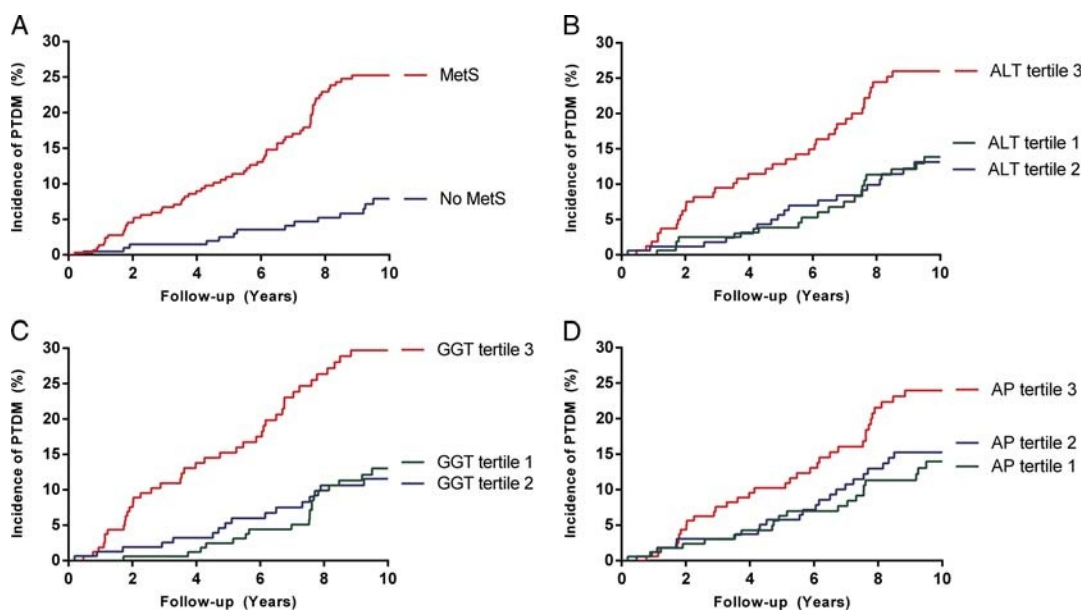 A
Incidence of PTDM (%)
30
25
20
15
10
5
0
0 2 4 6 8 10
Follow-up (Years)
MetS
No MetS
B
Incidence of PTDM (%)
30
25
20
15
10
5
0
0 2 4 6 8 10
Follow-up (Years)
ALT tertile 3
ALT tertile 1
ALT tertile 2
C
Incidence of PTDM (%)
30
25
20
15
10
5
0
0 2 4 6 8 10
Follow-up (Years)
GGT tertile 3
GGT tertile 1
GGT tertile 2
D
Incidence of PTDM (%)
30
25
20
15
10
5
0
0 2 4 6 8 10
Follow-up (Years)
AP tertile 3
AP tertile 2
AP tertile 1